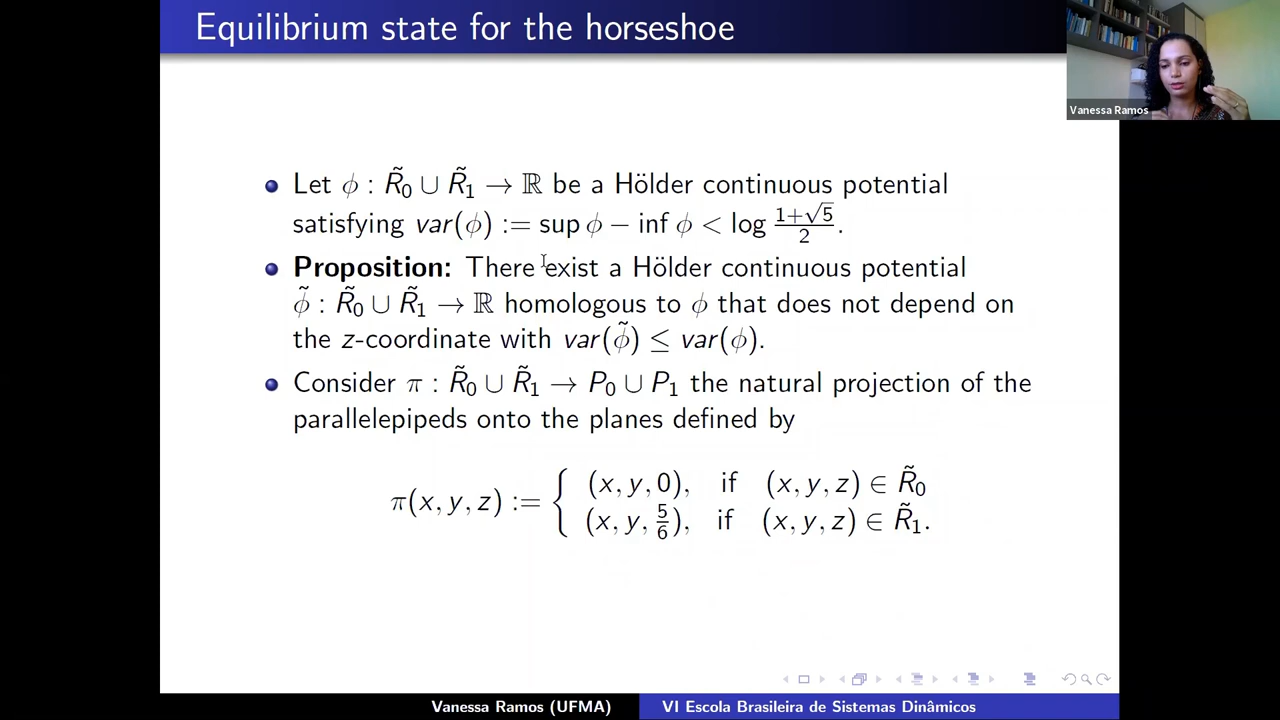 Equilibrium state for the horseshoe
Vanessa Ramos
Let ϕ : R̃₀ ∪ R̃₁ → ℝ be a Hölder continuous potential
satisfying var(ϕ) := sup ϕ − inf ϕ < log (1+√5)/2.
Proposition: There exist a Hölder continuous potential
ϕ̃ : R̃₀ ∪ R̃₁ → ℝ homologous to ϕ that does not depend on
the z-coordinate with var(ϕ̃) ≤ var(ϕ).
Consider π : R̃₀ ∪ R̃₁ → P₀ ∪ P₁ the natural projection of the
parallelepipeds onto the planes defined by
π(x, y, z) := { (x, y, 0), if (x, y, z) ∈ R̃₀
(x, y, 5/6), if (x, y, z) ∈ R̃₁.
Vanessa Ramos (UFMA) VI Escola Brasileira de Sistemas Dinâmicos